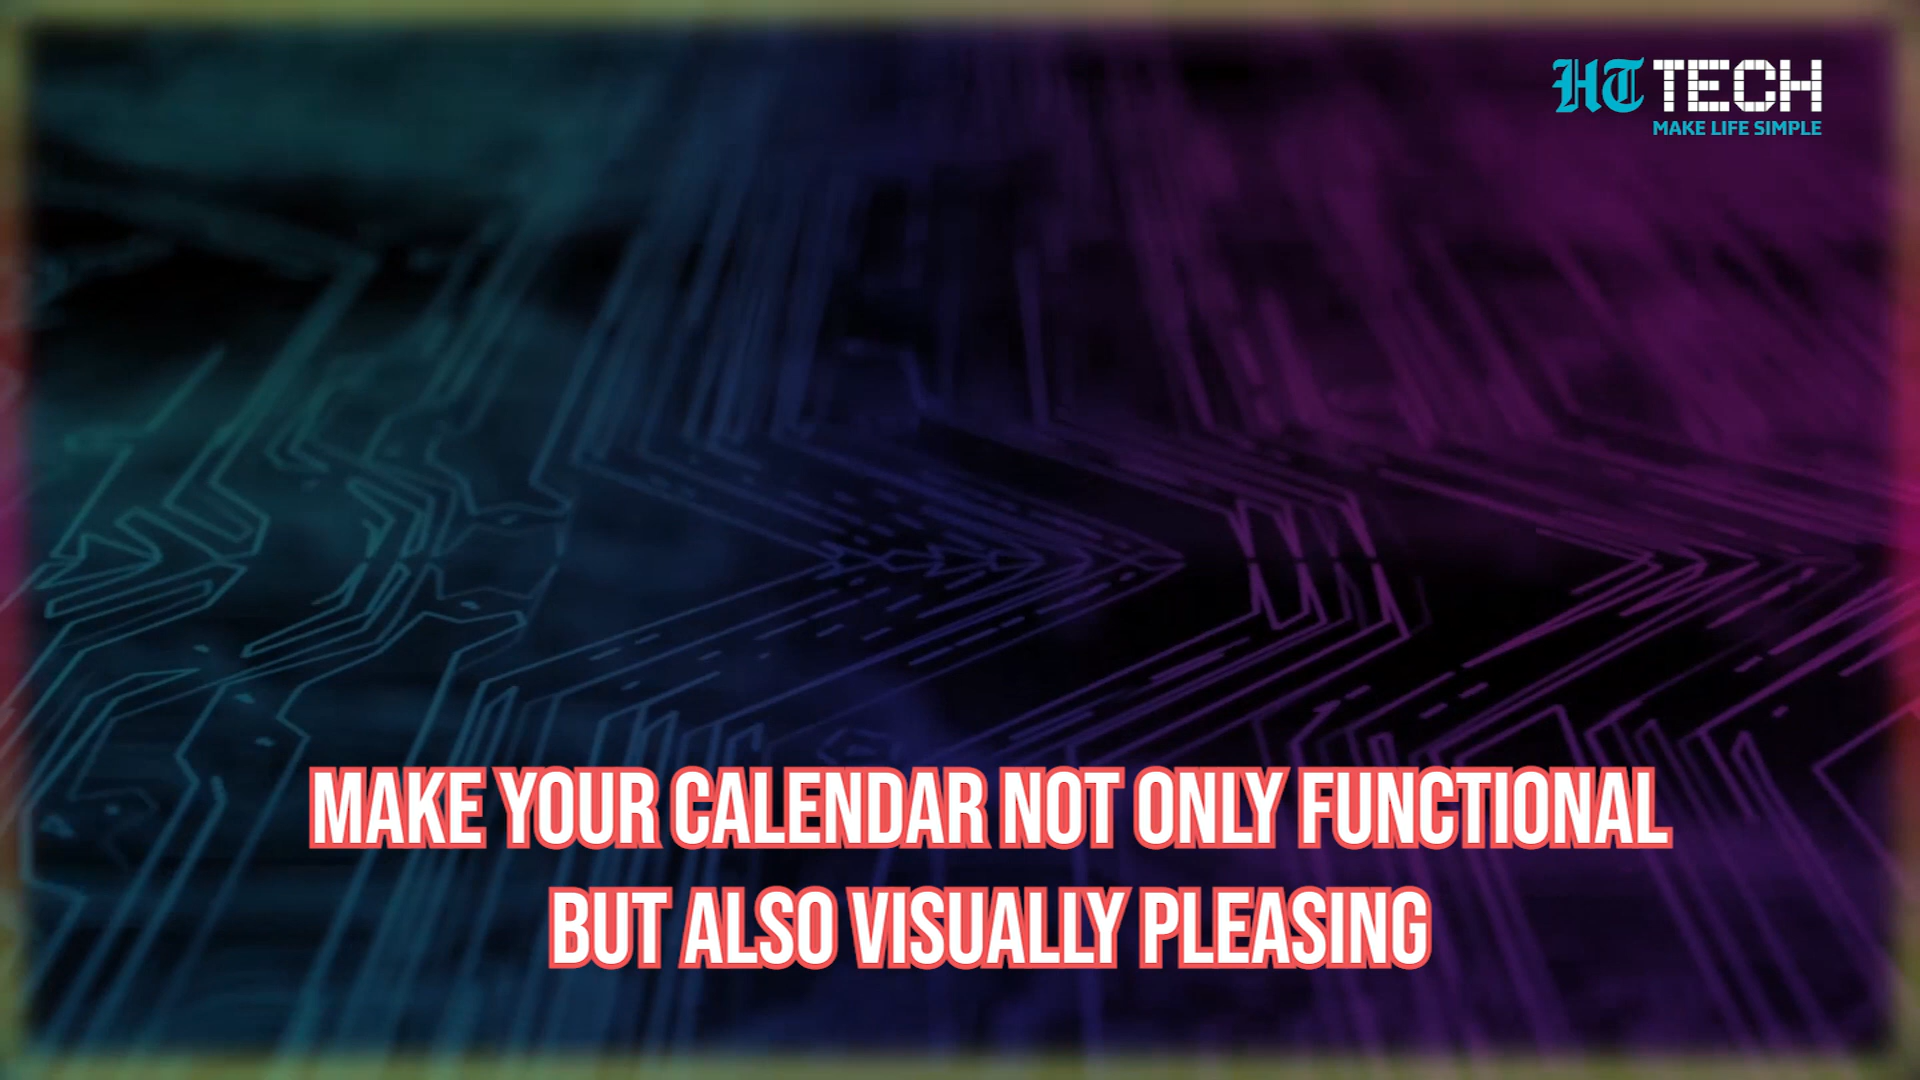 HT TECH
MAKE LIFE SIMPLE
MAKE YOUR CALENDAR NOT ONLY FUNCTIONAL
BUT ALSO VISUALLY PLEASING